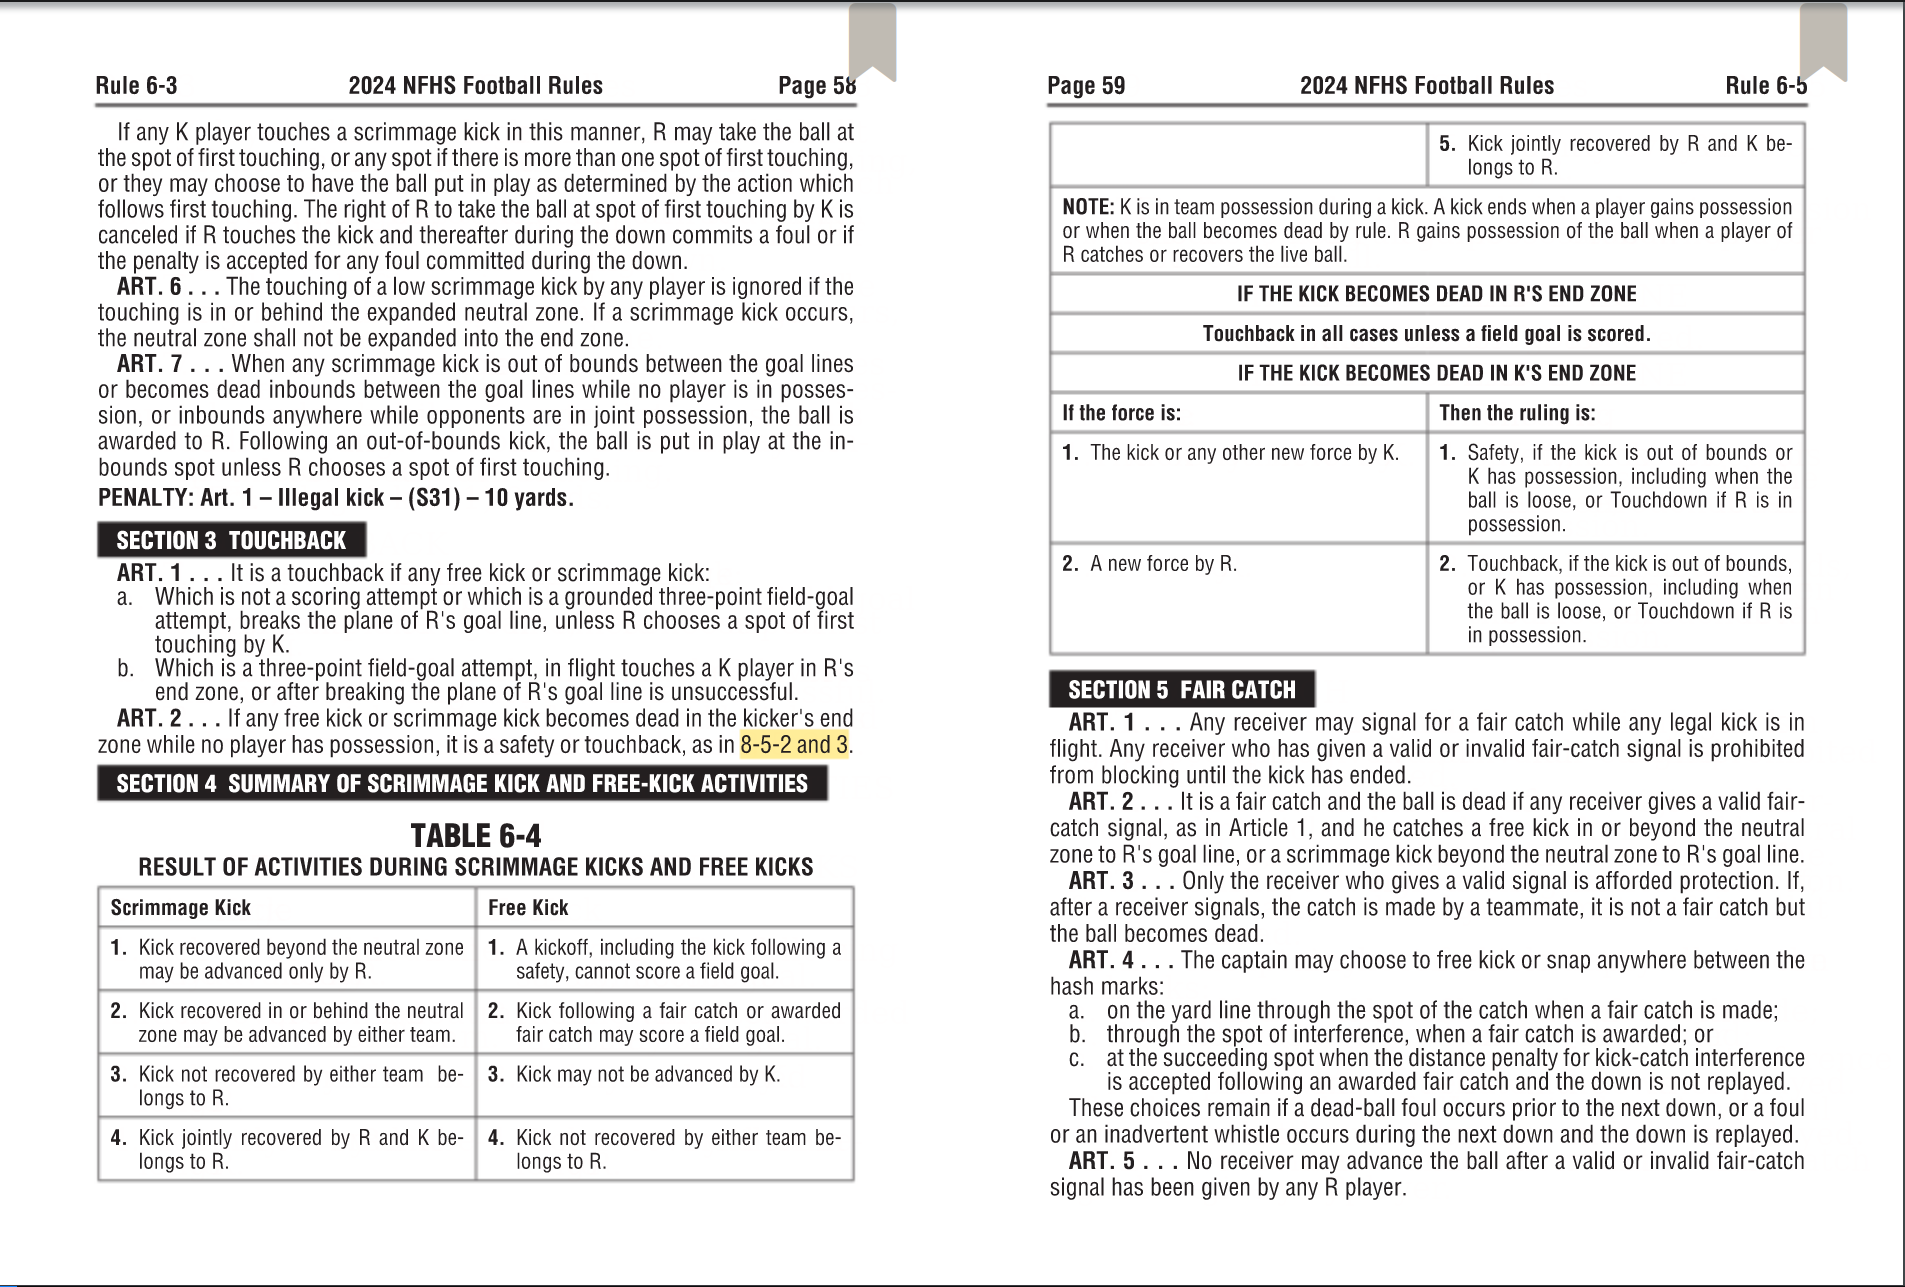 Rule 6-3 2024 NFHS Football Rules Page 58
If any K player touches a scrimmage kick in this manner, R may take the ball at
the spot of first touching, or any spot if there is more than one spot of first touching,
or they may choose to have the ball put in play as determined by the action which
follows first touching. The right of R to take the ball at spot of first touching by K is
canceled if R touches the kick and thereafter during the down commits a foul or if
the penalty is accepted for any foul committed during the down.
ART. 6 . . . The touching of a low scrimmage kick by any player is ignored if the
touching is in or behind the expanded neutral zone. If a scrimmage kick occurs,
the neutral zone shall not be expanded into the end zone.
ART. 7 . . . When any scrimmage kick is out of bounds between the goal lines
or becomes dead inbounds between the goal lines while no player is in posses-
sion, or inbounds anywhere while opponents are in joint possession, the ball is
awarded to R. Following an out-of-bounds kick, the ball is put in play at the in-
bounds spot unless R chooses a spot of first touching.
PENALTY: Art. 1 – Illegal kick – (S31) – 10 yards.
SECTION 3 TOUCHBACK
ART. 1 . . . It is a touchback if any free kick or scrimmage kick:
a. Which is not a scoring attempt or which is a grounded three-point field-goal
attempt, breaks the plane of R's goal line, unless R chooses a spot of first
touching by K.
b. Which is a three-point field-goal attempt, in flight touches a K player in R's
end zone, or after breaking the plane of R's goal line is unsuccessful.
ART. 2 . . . If any free kick or scrimmage kick becomes dead in the kicker's end
zone while no player has possession, it is a safety or touchback, as in 8-5-2 and 3.
SECTION 4 SUMMARY OF SCRIMMAGE KICK AND FREE-KICK ACTIVITIES
TABLE 6-4
RESULT OF ACTIVITIES DURING SCRIMMAGE KICKS AND FREE KICKS
Scrimmage Kick
Free Kick
1. Kick recovered beyond the neutral zone
may be advanced only by R.
1. A kickoff, including the kick following a
safety, cannot score a field goal.
2. Kick recovered in or behind the neutral
zone may be advanced by either team.
2. Kick following a fair catch or awarded
fair catch may score a field goal.
3. Kick not recovered by either team be-
longs to R.
3. Kick may not be advanced by K.
4. Kick jointly recovered by R and K be-
longs to R.
4. Kick not recovered by either team be-
longs to R.
Page 59 2024 NFHS Football Rules Rule 6-5
5. Kick jointly recovered by R and K be-
longs to R.
NOTE: K is in team possession during a kick. A kick ends when a player gains possession
or when the ball becomes dead by rule. R gains possession of the ball when a player of
R catches or recovers the live ball.
IF THE KICK BECOMES DEAD IN R'S END ZONE
Touchback in all cases unless a field goal is scored.
IF THE KICK BECOMES DEAD IN K'S END ZONE
If the force is:
Then the ruling is:
1. The kick or any other new force by K.
1. Safety, if the kick is out of bounds or
K has possession, including when the
ball is loose, or Touchdown if R is in
possession.
2. A new force by R.
2. Touchback, if the kick is out of bounds,
or K has possession, including when
the ball is loose, or Touchdown if R is
in possession.
SECTION 5 FAIR CATCH
ART. 1 . . . Any receiver may signal for a fair catch while any legal kick is in
flight. Any receiver who has given a valid or invalid fair-catch signal is prohibited
from blocking until the kick has ended.
ART. 2 . . . It is a fair catch and the ball is dead if any receiver gives a valid fair-
catch signal, as in Article 1, and he catches a free kick in or beyond the neutral
zone to R's goal line, or a scrimmage kick beyond the neutral zone to R's goal line.
ART. 3 . . . Only the receiver who gives a valid signal is afforded protection. If,
after a receiver signals, the catch is made by a teammate, it is not a fair catch but
the ball becomes dead.
ART. 4 . . . The captain may choose to free kick or snap anywhere between the
hash marks:
a. on the yard line through the spot of the catch when a fair catch is made;
b. through the spot of interference, when a fair catch is awarded; or
c. at the succeeding spot when the distance penalty for kick-catch interference
is accepted following an awarded fair catch and the down is not replayed.
These choices remain if a dead-ball foul occurs prior to the next down, or a foul
or an inadvertent whistle occurs during the next down and the down is replayed.
ART. 5 . . . No receiver may advance the ball after a valid or invalid fair-catch
signal has been given by any R player.